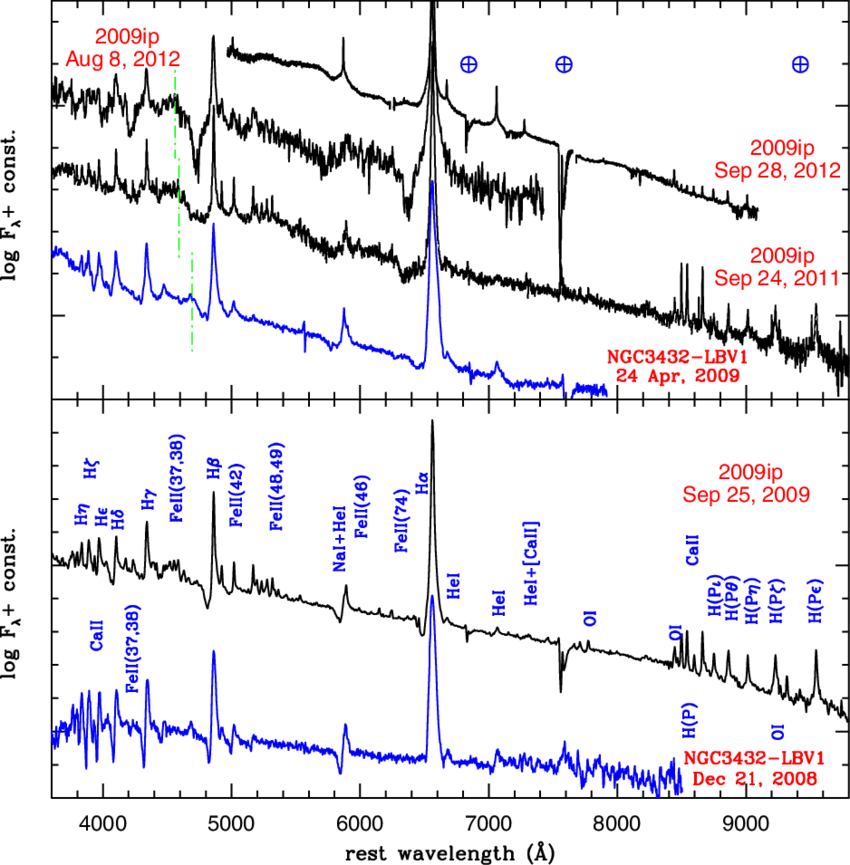 2009ip
Aug 8, 2012
⊕ ⊕ ⊕
2009ip
Sep 28, 2012
2009ip
Sep 24, 2011
NGC3432-LBV1
24 Apr, 2009
log Fλ+ const.
Hη
Hζ
Hε
Hδ
Hγ
FeII(37,38)
Hβ
FeII(42)
FeII(48,49)
NaI+HeI
FeII(46)
FeII(74)
Hα
HeI
HeI
HeI+[CaII]
OI
2009ip
Sep 25, 2009
CaII
OI
H(Pι)
H(Pθ)
H(Pη)
H(Pζ)
H(Pε)
CaII
FeII(37,38)
H(P)
OI
NGC3432-LBV1
Dec 21, 2008
log Fλ+ const.
4000 5000 6000 7000 8000 9000
rest wavelength (Å)